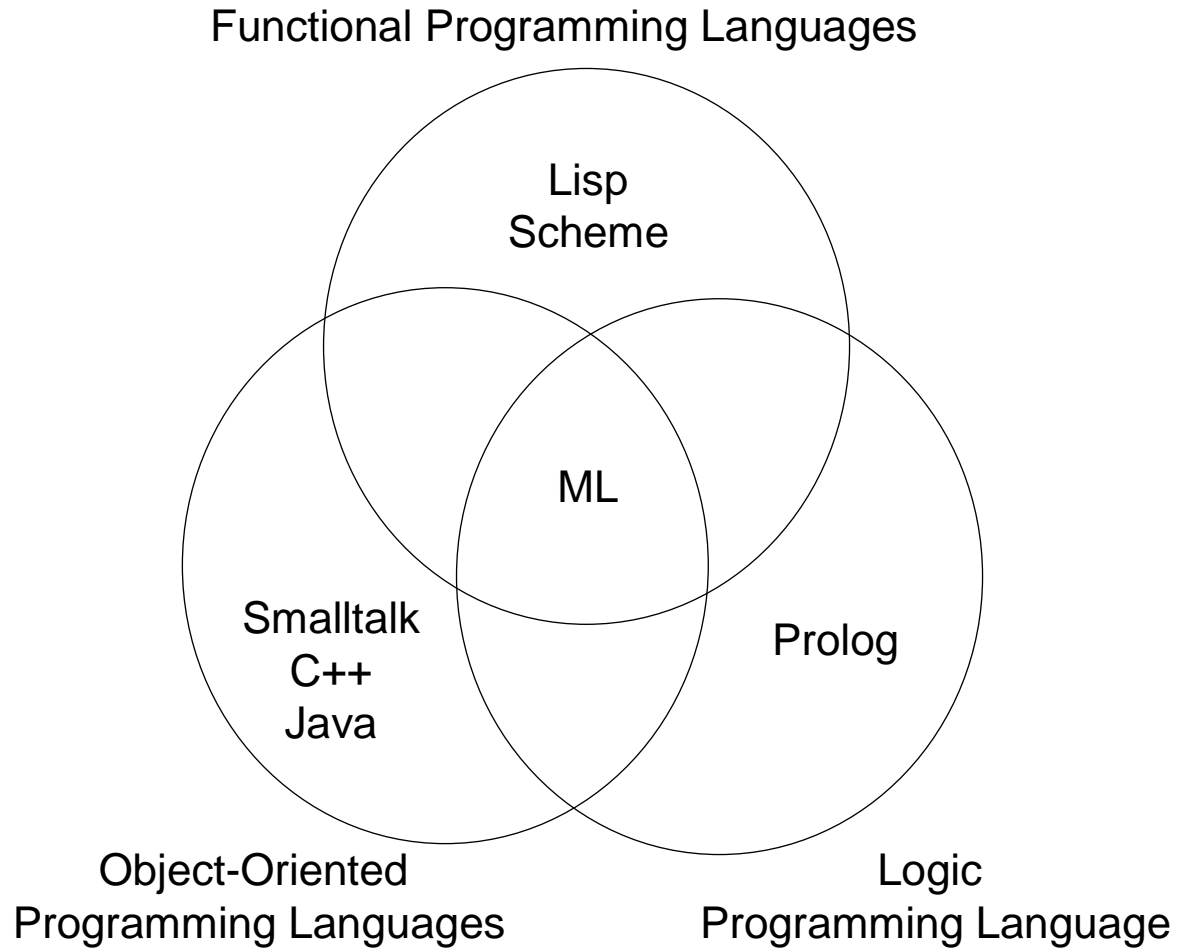 Functional Programming Languages
Lisp
Scheme
ML
Smalltalk
C++
Java
Prolog
Object-Oriented
Programming Languages
Logic
Programming Language